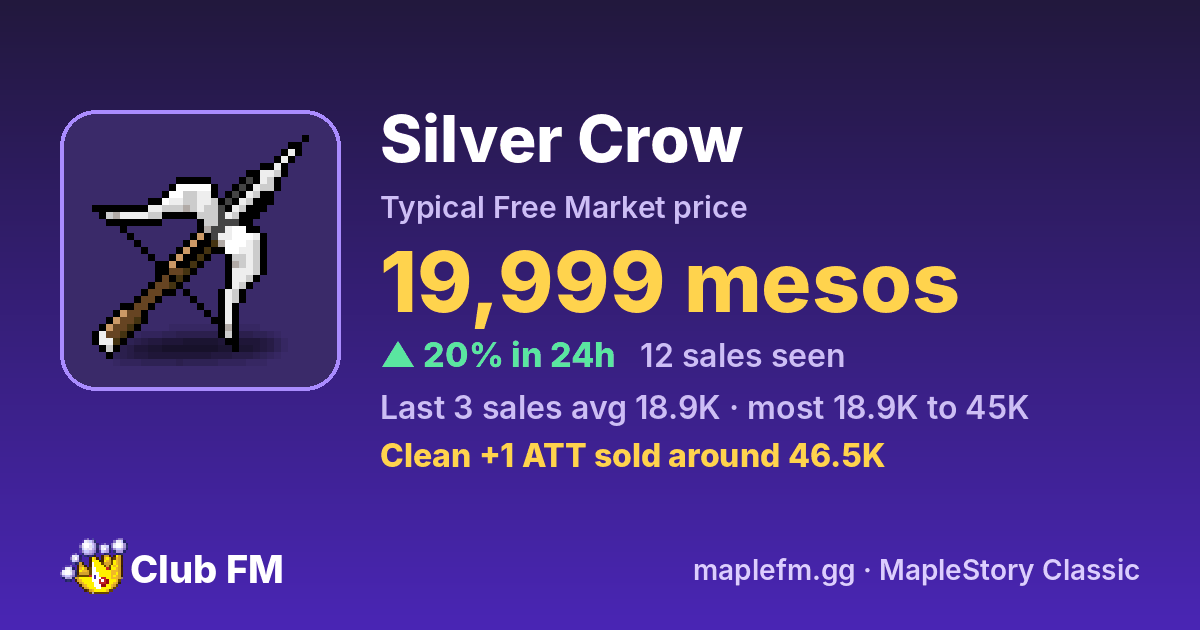 Silver Crow
Typical Free Market price
19,999 mesos
▲ 20% in 24h 12 sales seen
Last 3 sales avg 18.9K · most 18.9K to 45K
Clean +1 ATT sold around 46.5K
Club FM
maplefm.gg · MapleStory Classic